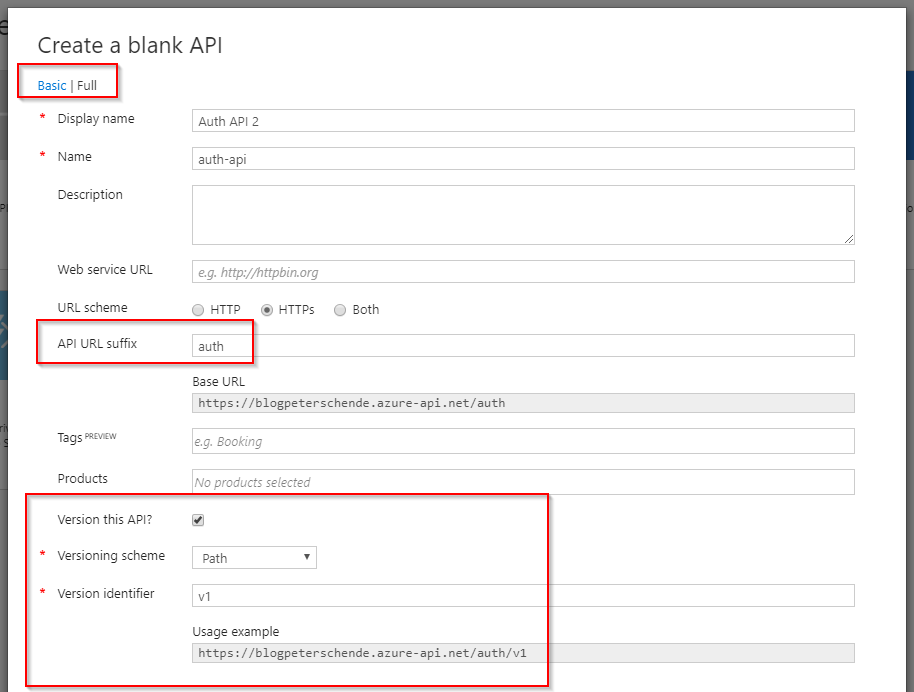 Create a blank API
Basic | Full
* Display name Auth API 2
* Name auth-api
Description
Web service URL e.g. http://httpbin.org
URL scheme HTTP HTTPs Both
API URL suffix auth
Base URL
https://blogpeterschende.azure-api.net/auth
Tags PREVIEW e.g. Booking
Products No products selected
Version this API?
* Versioning scheme Path
* Version identifier v1
Usage example
https://blogpeterschende.azure-api.net/auth/v1